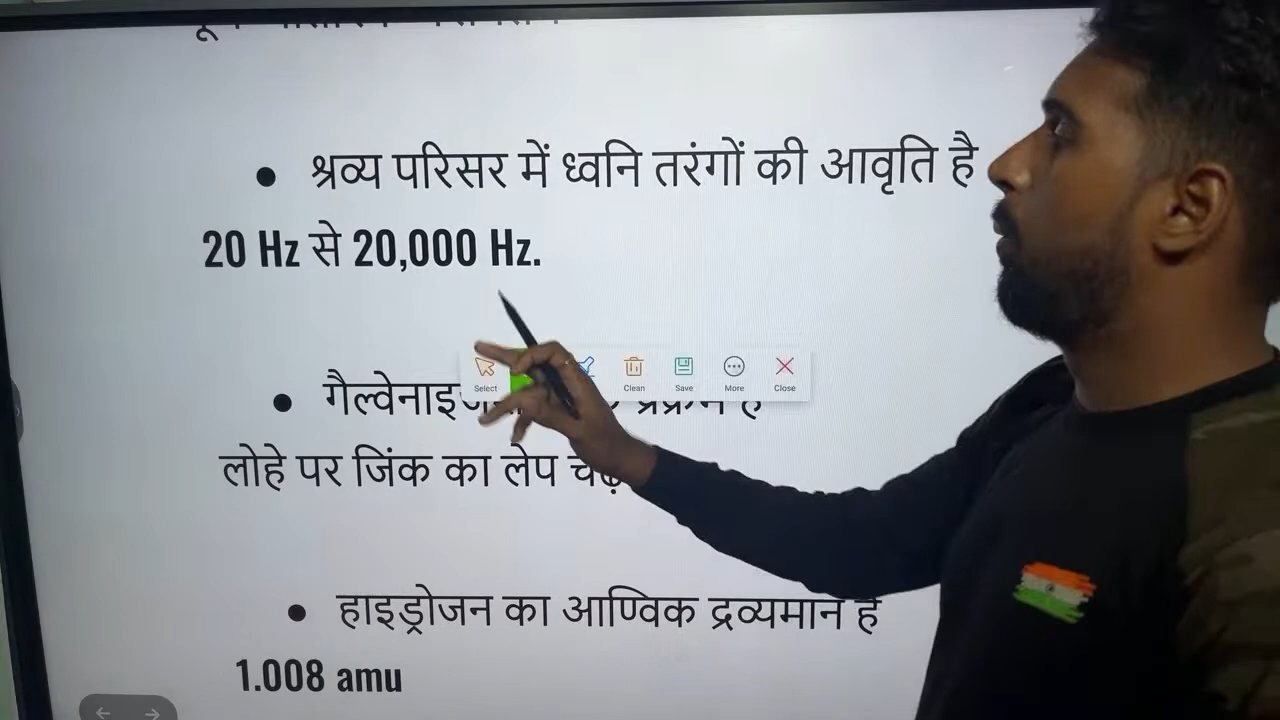 • श्रव्य परिसर में ध्वनि तरंगों की आवृति है
20 Hz से 20,000 Hz.
Select
Clean
Save
More
Close
• गैल्वेनाइ
लोहे पर जिंक का लेप
• हाइड्रोजन का आण्विक द्रव्यमान है
1.008 amu